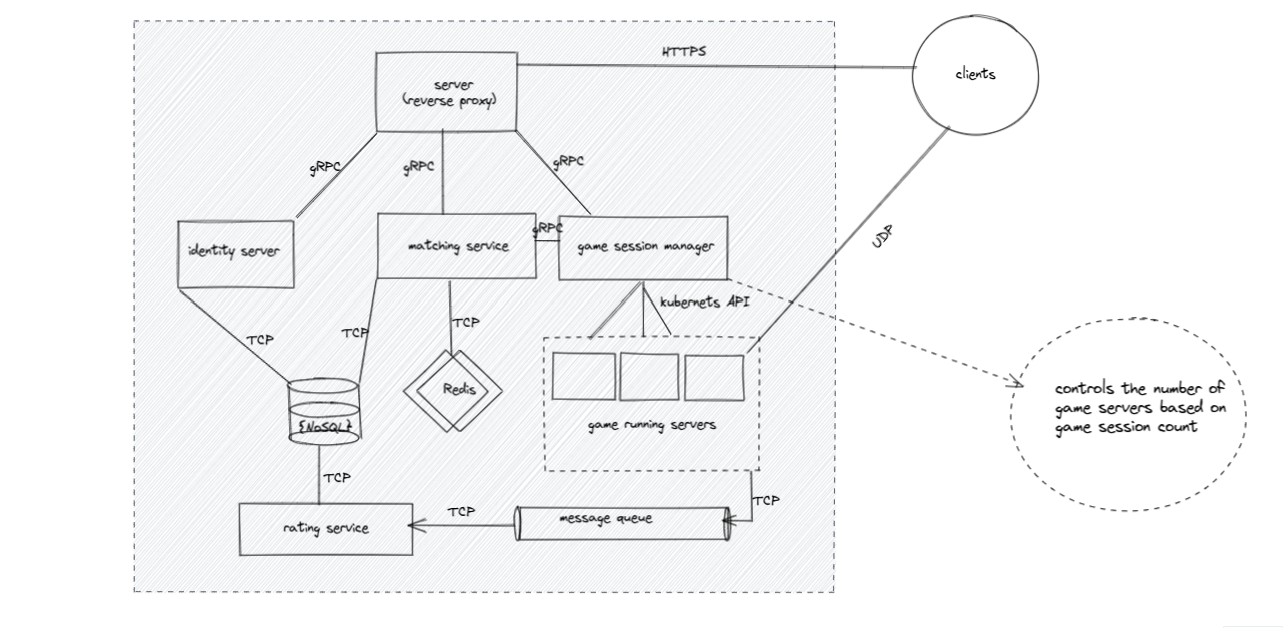 HTTPS
clients
server
(reverse proxy)
gRPC
gRPC
gRPC
UDP
identity server
matching service
gRPC
game session manager
kubernets API
TCP
TCP
TCP
Redis
controls the number of
game servers based on
game session count
{NoSQL}
game running servers
TCP
TCP
TCP
message queue
rating service